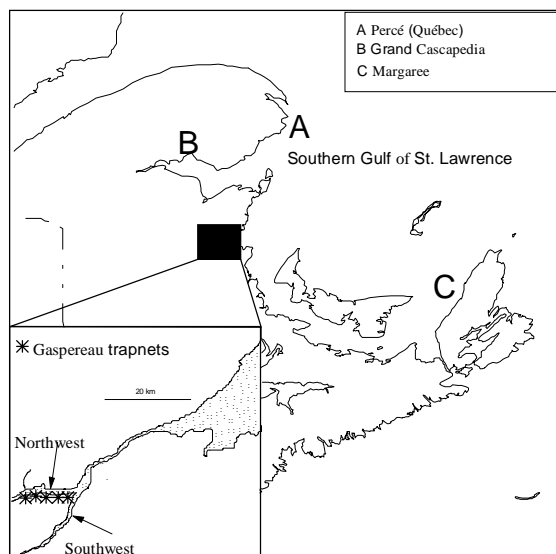 A Percé (Québec)
B Grand Cascapedia
C Margaree
A
B
Southern Gulf of St. Lawrence
C
Gaspereau trapnets
20 km
Northwest
Southwest